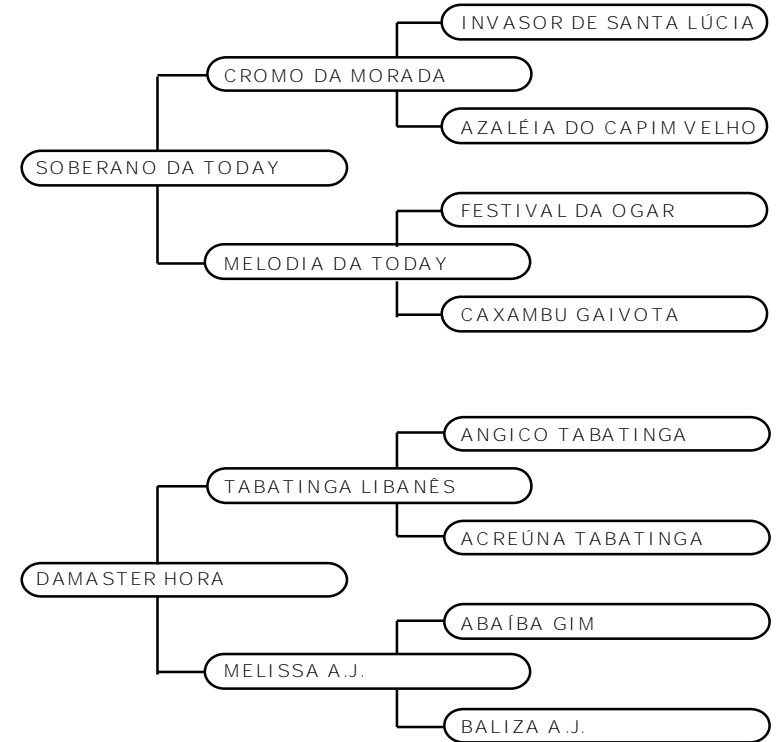 INVASOR DE SANTA LÚCIA
CROMO DA MORADA
AZALÉIA DO CAPIM VELHO
SOBERANO DA TODAY
FESTIVAL DA OGAR
MELODIA DA TODAY
CAXAMBU GAIVOTA
ANGICO TABATINGA
TABATINGA LIBANÊS
ACREÚNA TABATINGA
DAMASTER HORA
ABAÍBA GIM
MELISSA A.J.
BALIZA A.J.